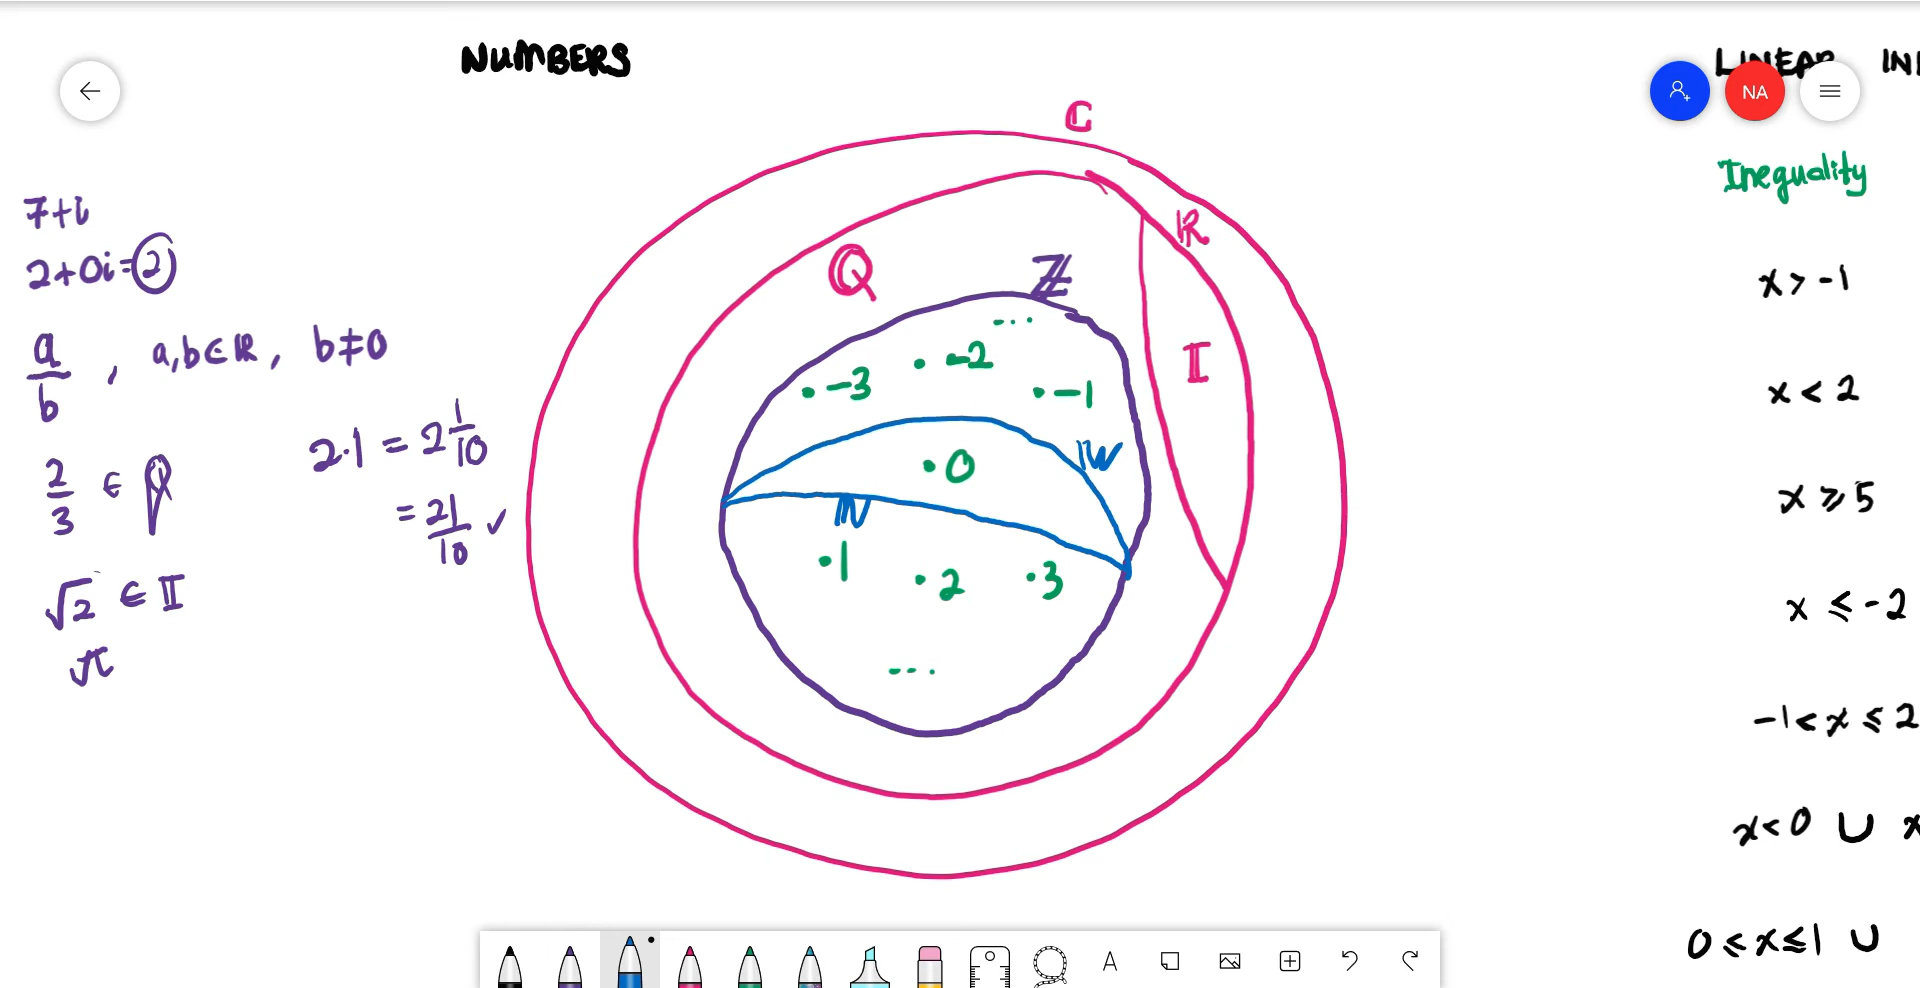 NUMBERS
LINEAR
NA
ℂ
Inequality
7+i
2+0i=2
ℝ
ℚ
ℤ
x > -1
a/b , a,b ∈ ℝ , b≠0
....
-3
-2
-1
𝕀
x < 2
2·1 = 2 1/10
𝕎
0
2/3 ∈ ℚ
= 21/10 ✓
ℕ
x ⩾ 5
1
2
3
√2 ∈ 𝕀
x ⩽ -2
π
....
-1 < x ≤ 2
x < 0 ∪ x
0 < x ≤ 1 ∪
A